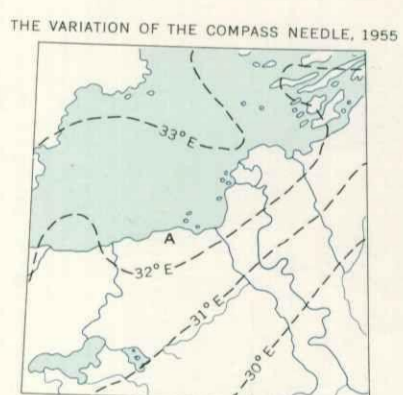 THE VARIATION OF THE COMPASS NEEDLE, 1955
33°E
A
32°E
31°E
30°E